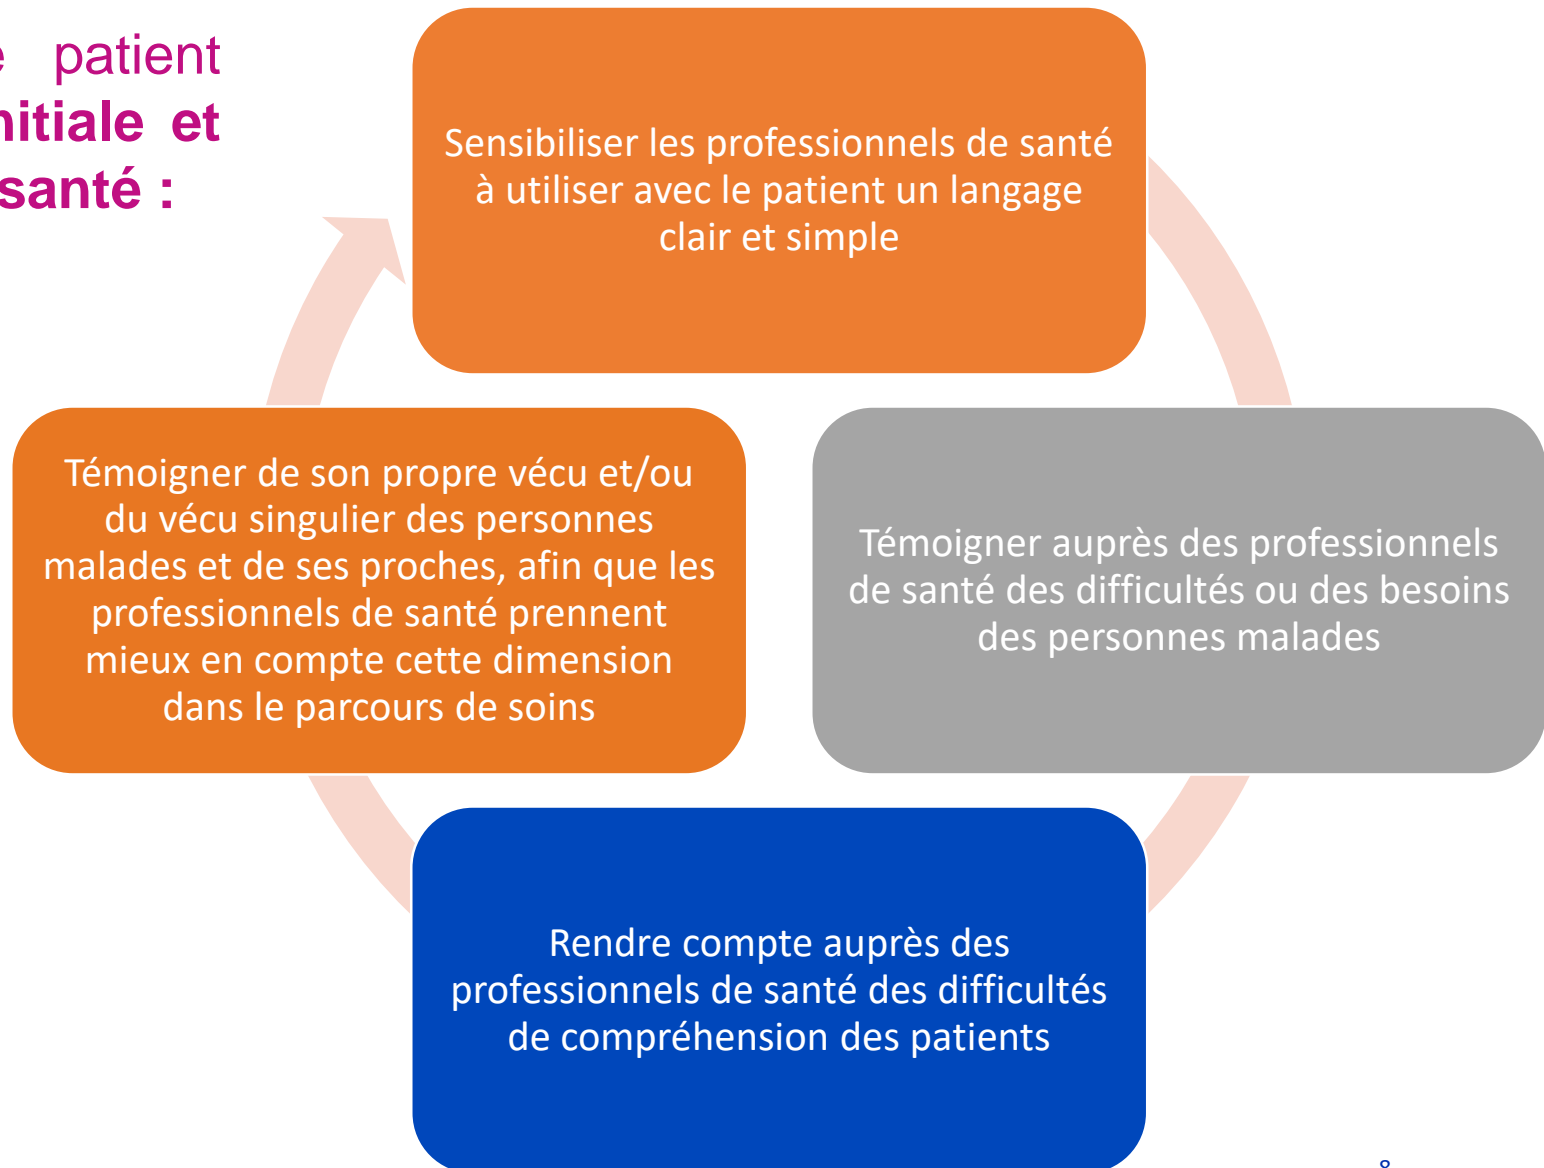 patient
et
santé :
Sensibiliser les professionnels de santé
à utiliser avec le patient un langage
clair et simple
Témoigner de son propre vécu et/ou
du vécu singulier des personnes
malades et de ses proches, afin que les
professionnels de santé prennent
mieux en compte cette dimension
dans le parcours de soins
Témoigner auprès des professionnels
de santé des difficultés ou des besoins
des personnes malades
Rendre compte auprès des
professionnels de santé des difficultés
de compréhension des patients